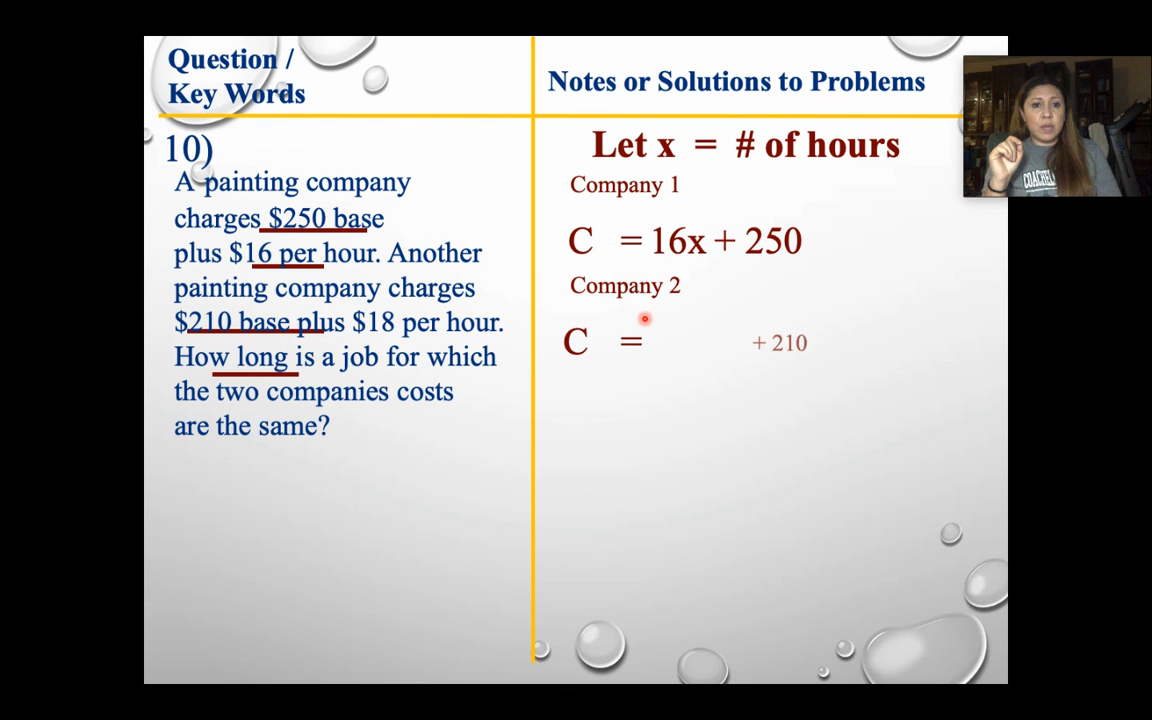 Question /
Key Words
10)
A painting company
charges $250 base
plus $16 per hour. Another
painting company charges
$210 base plus $18 per hour.
How long is a job for which
the two companies costs
are the same?
Notes or Solutions to Problems
Let x = # of hours
Company 1
C = 16x + 250
Company 2
C = + 210
COACHEL